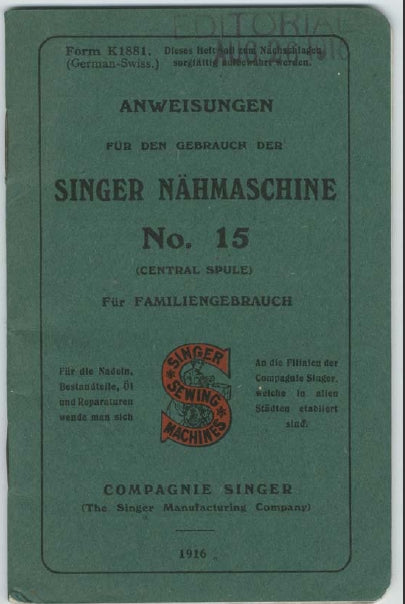 EDITORIAL
Form K1881. Dieses Heft soll zum Nachschlagen
(German-Swiss.) sorgfältig aufbewahrt werden.
ANWEISUNGEN
FÜR DEN GEBRAUCH DER
SINGER NÄHMASCHINE
No. 15
(CENTRAL SPULE)
Für FAMILIENGEBRAUCH
Für die Nadeln,
Bestandteile, Öl
und Reparaturen
wende man sich
SINGER
SEWING
MACHINES
An die Filialen der
Compagnie Singer,
welche in allen
Städten etabliert
sind.
COMPAGNIE SINGER
(The Singer Manufacturing Company)
1916